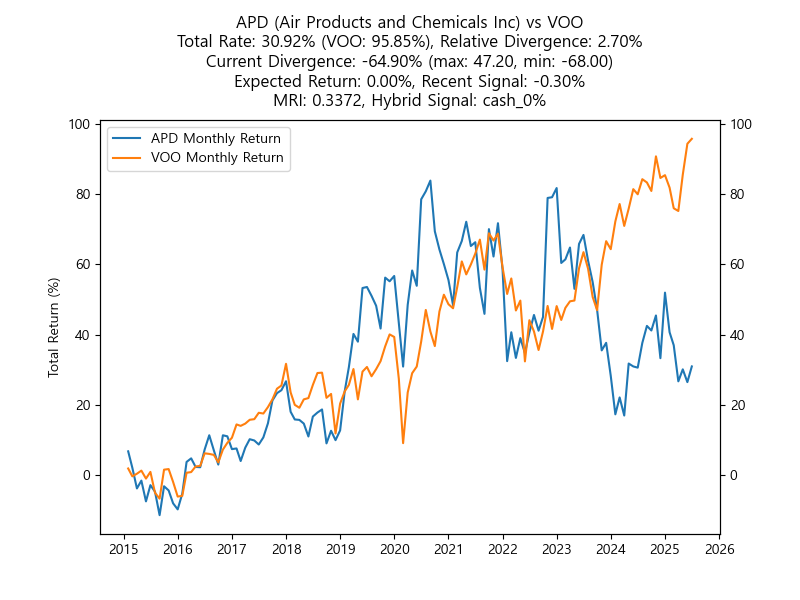 APD (Air Products and Chemicals Inc) vs VOO
Total Rate: 30.92% (VOO: 95.85%), Relative Divergence: 2.70%
Current Divergence: -64.90% (max: 47.20, min: -68.00)
Expected Return: 0.00%, Recent Signal: -0.30%
MRI: 0.3372, Hybrid Signal: cash_0%
APD Monthly Return
VOO Monthly Return
Total Return (%)
100
80
60
40
20
0
100
80
60
40
20
0
2015 2016 2017 2018 2019 2020 2021 2022 2023 2024 2025 2026